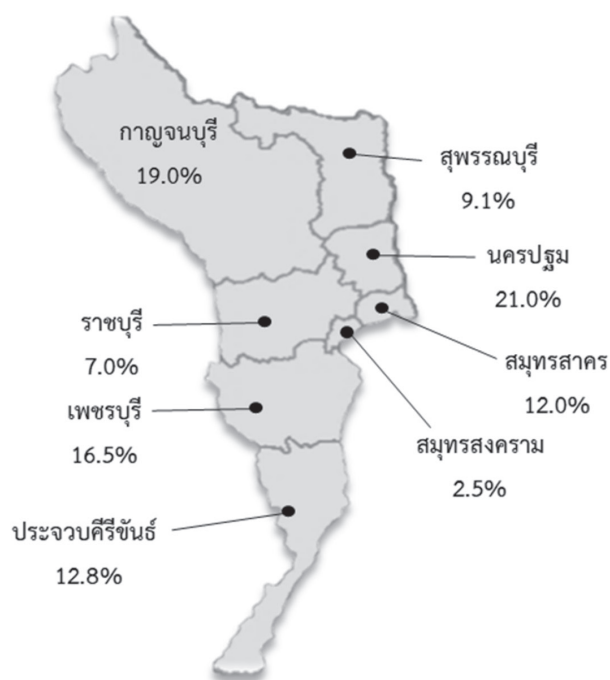 กาญจนบุรี
19.0%
สุพรรณบุรี
9.1%
นครปฐม
21.0%
ราชบุรี
7.0%
สมุทรสาคร
12.0%
เพชรบุรี
16.5%
สมุทรสงคราม
2.5%
ประจวบคีรีขันธ์
12.8%